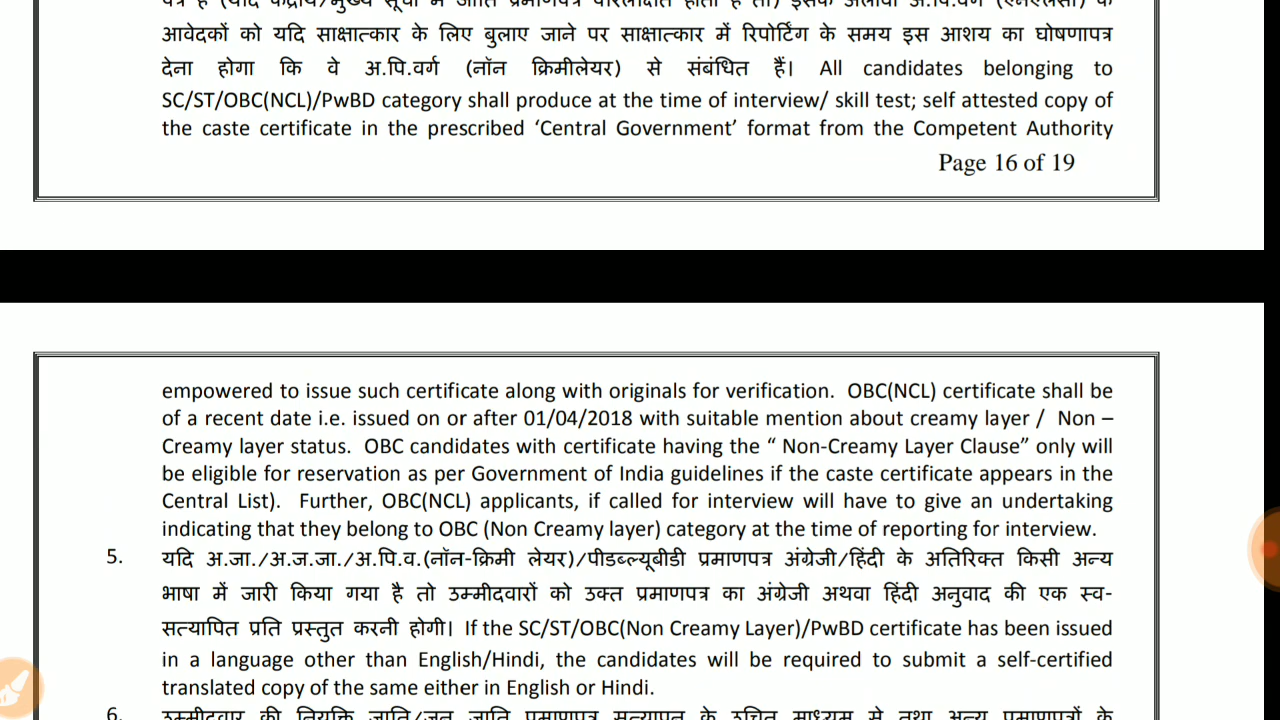 आवेदकों को यदि साक्षात्कार के लिए बुलाए जाने पर साक्षात्कार में रिपोर्टिंग के समय इस आशय का घोषणापत्र
देना होगा कि वे अ.पि.वर्ग (नॉन क्रिमीलेयर) से संबंधित हैं। All candidates belonging to
SC/ST/OBC(NCL)/PwBD category shall produce at the time of interview/ skill test; self attested copy of
the caste certificate in the prescribed ‘Central Government’ format from the Competent Authority
Page 16 of 19
empowered to issue such certificate along with originals for verification. OBC(NCL) certificate shall be
of a recent date i.e. issued on or after 01/04/2018 with suitable mention about creamy layer / Non –
Creamy layer status. OBC candidates with certificate having the “ Non-Creamy Layer Clause” only will
be eligible for reservation as per Government of India guidelines if the caste certificate appears in the
Central List). Further, OBC(NCL) applicants, if called for interview will have to give an undertaking
indicating that they belong to OBC (Non Creamy layer) category at the time of reporting for interview.
5. यदि अ.जा./अ.ज.जा./अ.पि.व.(नॉन-क्रिमी लेयर)/पीडब्ल्यूबीडी प्रमाणपत्र अंग्रेजी/हिंदी के अतिरिक्त किसी अन्य
भाषा में जारी किया गया है तो उम्मीदवारों को उक्त प्रमाणपत्र का अंग्रेजी अथवा हिंदी अनुवाद की एक स्व-
सत्यापित प्रति प्रस्तुत करनी होगी। If the SC/ST/OBC(Non Creamy Layer)/PwBD certificate has been issued
in a language other than English/Hindi, the candidates will be required to submit a self-certified
translated copy of the same either in English or Hindi.
6.